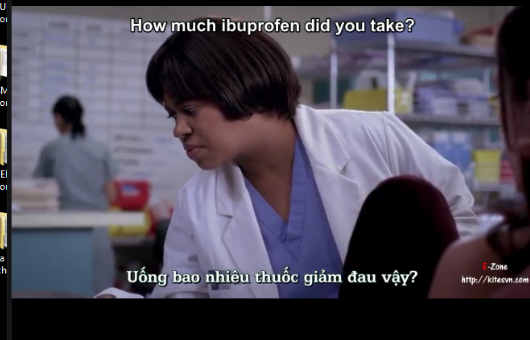 How much ibuprofen did you take?
Uống bao nhiêu thuốc giảm đau vậy?
E-Zone
http://kitesvn.com